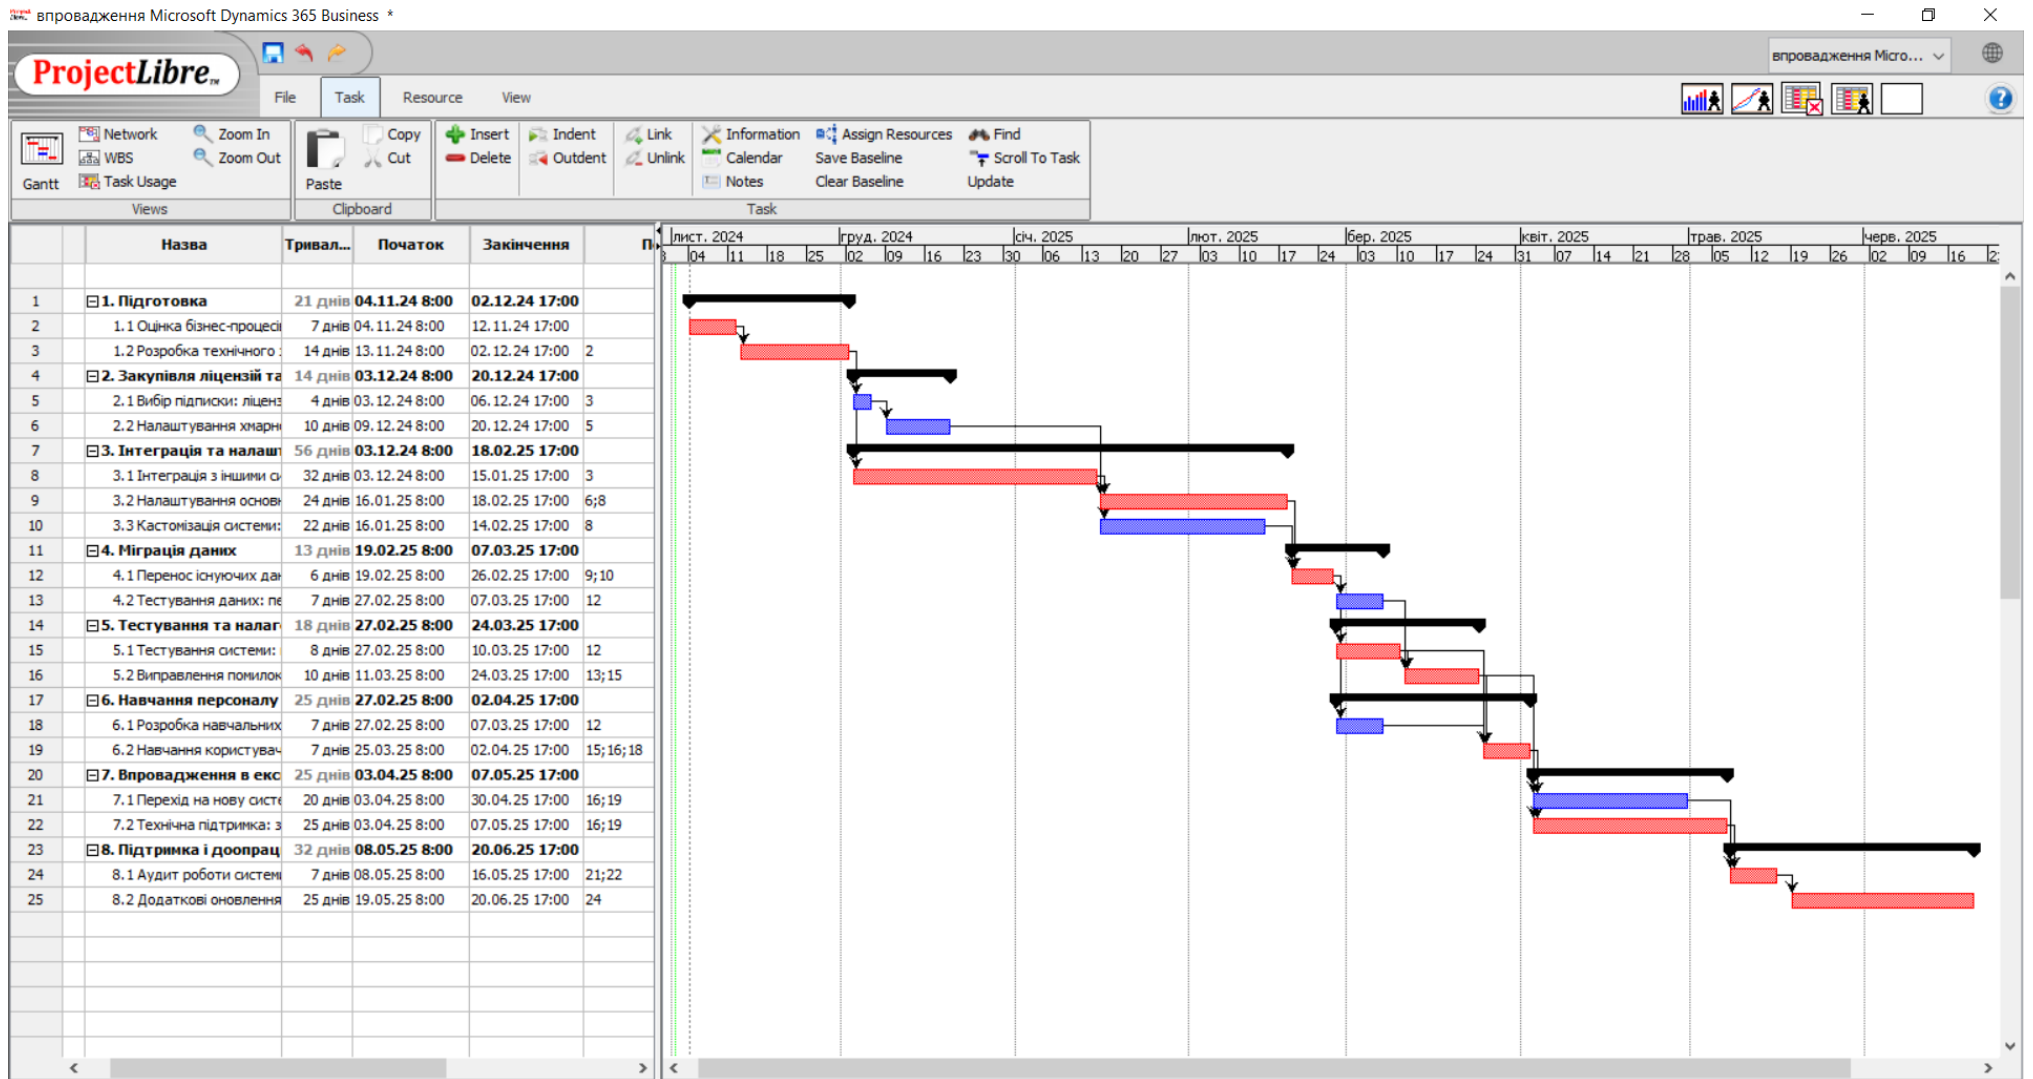 впровадження Microsoft Dynamics 365 Business *
ProjectLibre TM
впровадження Micro...
File Task Resource View
Gantt
Network
WBS
Task Usage
Zoom In
Zoom Out
Views
Paste
Copy
Cut
Clipboard
Insert
Delete
Indent
Outdent
Link
Unlink
Information
Calendar
Notes
Assign Resources
Save Baseline
Clear Baseline
Find
Scroll To Task
Update
Task
Назва Тривал... Початок Закінчення
лист. 2024 груд. 2024 січ. 2025 лют. 2025 бер. 2025 квіт. 2025 трав. 2025 черв. 2025
04 11 18 25 02 09 16 23 30 06 13 20 27 03 10 17 24 03 10 17 24 31 07 14 21 28 05 12 19 26 02 09 16
1 1. Підготовка 21 днів 04.11.24 8:00 02.12.24 17:00
2 1.1 Оцінка бізнес-процесі 7 днів 04.11.24 8:00 12.11.24 17:00
3 1.2 Розробка технічного 14 днів 13.11.24 8:00 02.12.24 17:00 2
4 2. Закупівля ліцензій та 14 днів 03.12.24 8:00 20.12.24 17:00
5 2.1 Вибір підписки: ліценз 4 днів 03.12.24 8:00 06.12.24 17:00 3
6 2.2 Налаштування хмарн 10 днів 09.12.24 8:00 20.12.24 17:00 5
7 3. Інтеграція та налашт 56 днів 03.12.24 8:00 18.02.25 17:00
8 3.1 Інтеграція з іншими си 32 днів 03.12.24 8:00 15.01.25 17:00 3
9 3.2 Налаштування основн 24 днів 16.01.25 8:00 18.02.25 17:00 6;8
10 3.3 Кастомізація системи: 22 днів 16.01.25 8:00 14.02.25 17:00 8
11 4. Міграція даних 13 днів 19.02.25 8:00 07.03.25 17:00
12 4.1 Перенос існуючих дан 6 днів 19.02.25 8:00 26.02.25 17:00 9;10
13 4.2 Тестування даних: пе 7 днів 27.02.25 8:00 07.03.25 17:00 12
14 5. Тестування та налаг 18 днів 27.02.25 8:00 24.03.25 17:00
15 5.1 Тестування системи: 8 днів 27.02.25 8:00 10.03.25 17:00 12
16 5.2 Виправлення помилок 10 днів 11.03.25 8:00 24.03.25 17:00 13;15
17 6. Навчання персоналу 25 днів 27.02.25 8:00 02.04.25 17:00
18 6.1 Розробка навчальних 7 днів 27.02.25 8:00 07.03.25 17:00 12
19 6.2 Навчання користувач 7 днів 25.03.25 8:00 02.04.25 17:00 15;16;18
20 7. Впровадження в екс 25 днів 03.04.25 8:00 07.05.25 17:00
21 7.1 Перехід на нову систе 20 днів 03.04.25 8:00 30.04.25 17:00 16;19
22 7.2 Технічна підтримка: з 25 днів 03.04.25 8:00 07.05.25 17:00 16;19
23 8. Підтримка і доопрац 32 днів 08.05.25 8:00 20.06.25 17:00
24 8.1 Аудит роботи систем 7 днів 08.05.25 8:00 16.05.25 17:00 21;22
25 8.2 Додаткові оновлення 25 днів 19.05.25 8:00 20.06.25 17:00 24